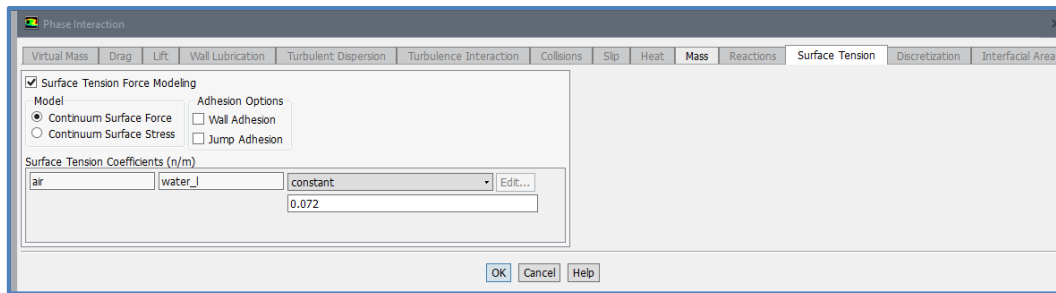 Phase Interaction
Virtual Mass Drag Lift Wall Lubrication Turbulent Dispersion Turbulence Interaction Collisions Slip Heat Mass Reactions Surface Tension Discretization Interfacial Area
Surface Tension Force Modeling
Model Adhesion Options
Continuum Surface Force Wall Adhesion
Continuum Surface Stress Jump Adhesion
Surface Tension Coefficients (n/m)
air water_l constant Edit...
0.072
OK Cancel Help